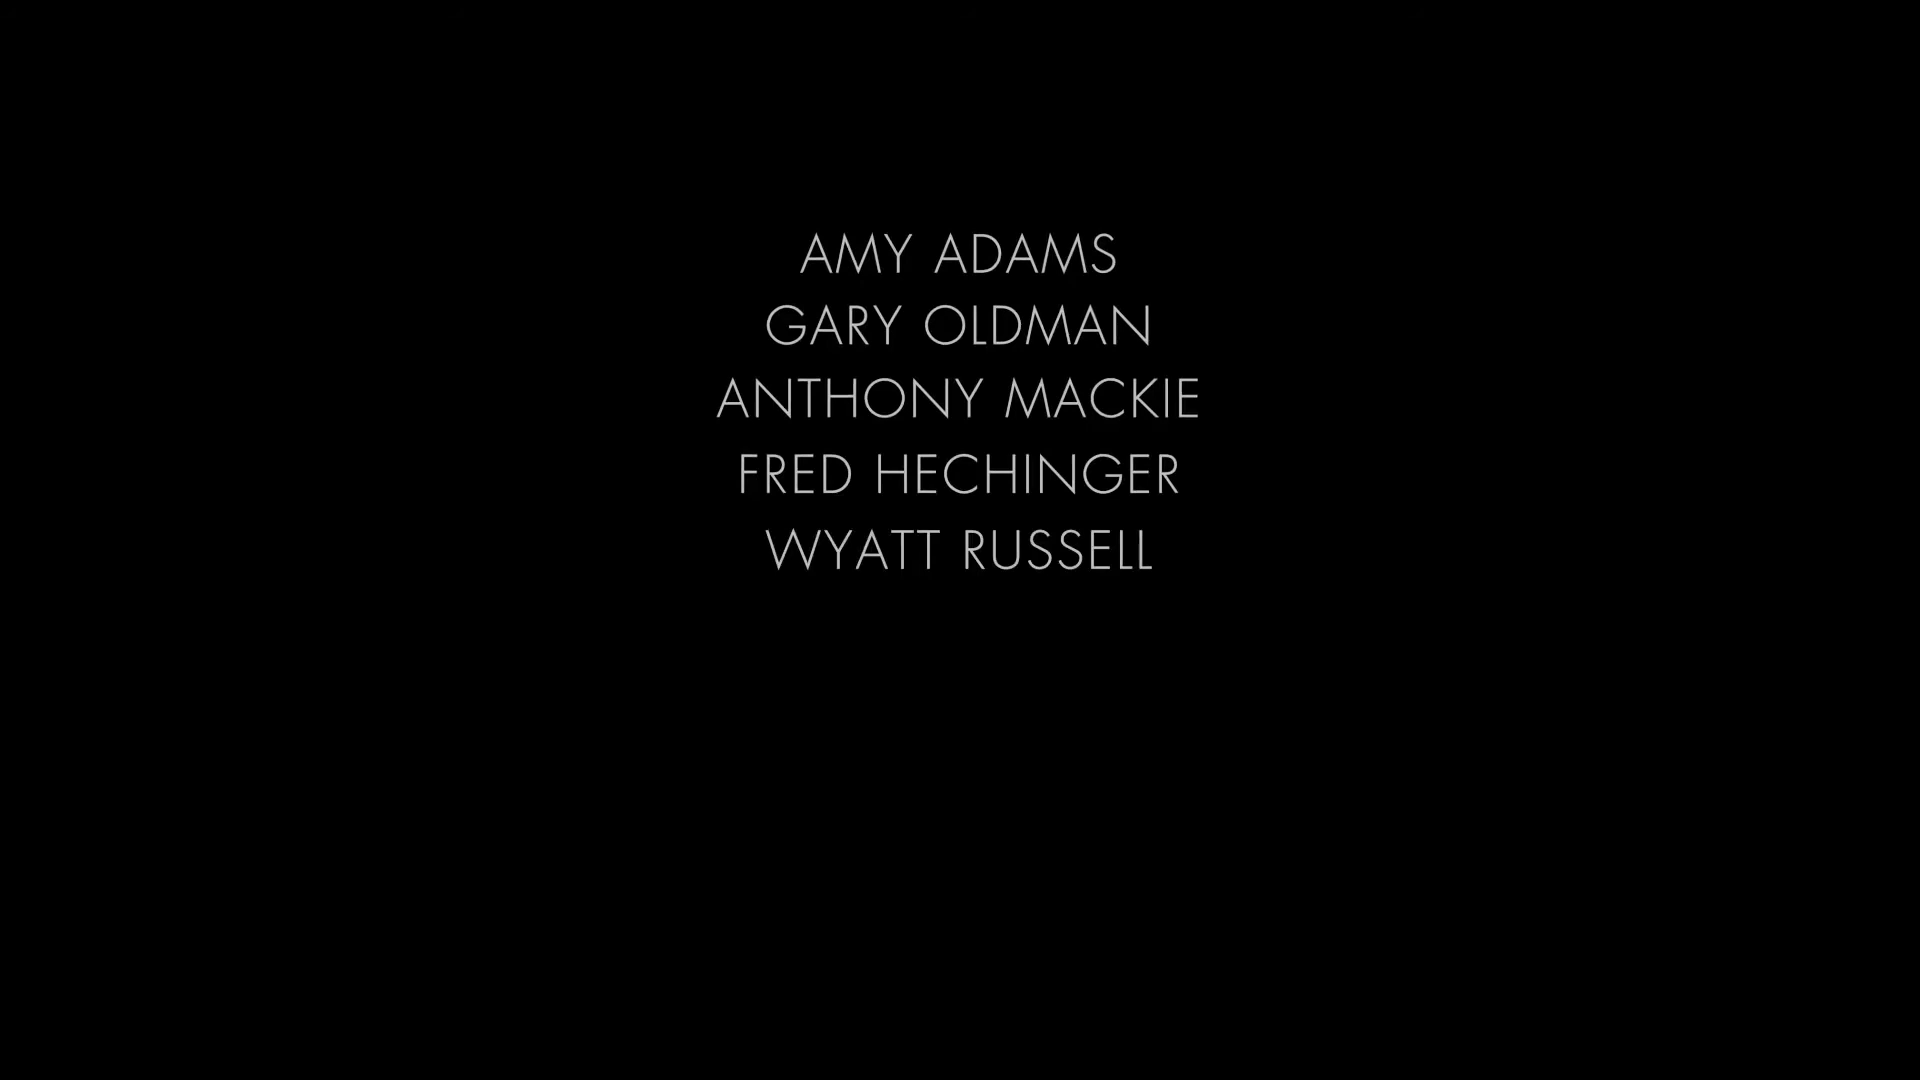 AMY ADAMS
GARY OLDMAN
ANTHONY MACKIE
FRED HECHINGER
WYATT RUSSELL